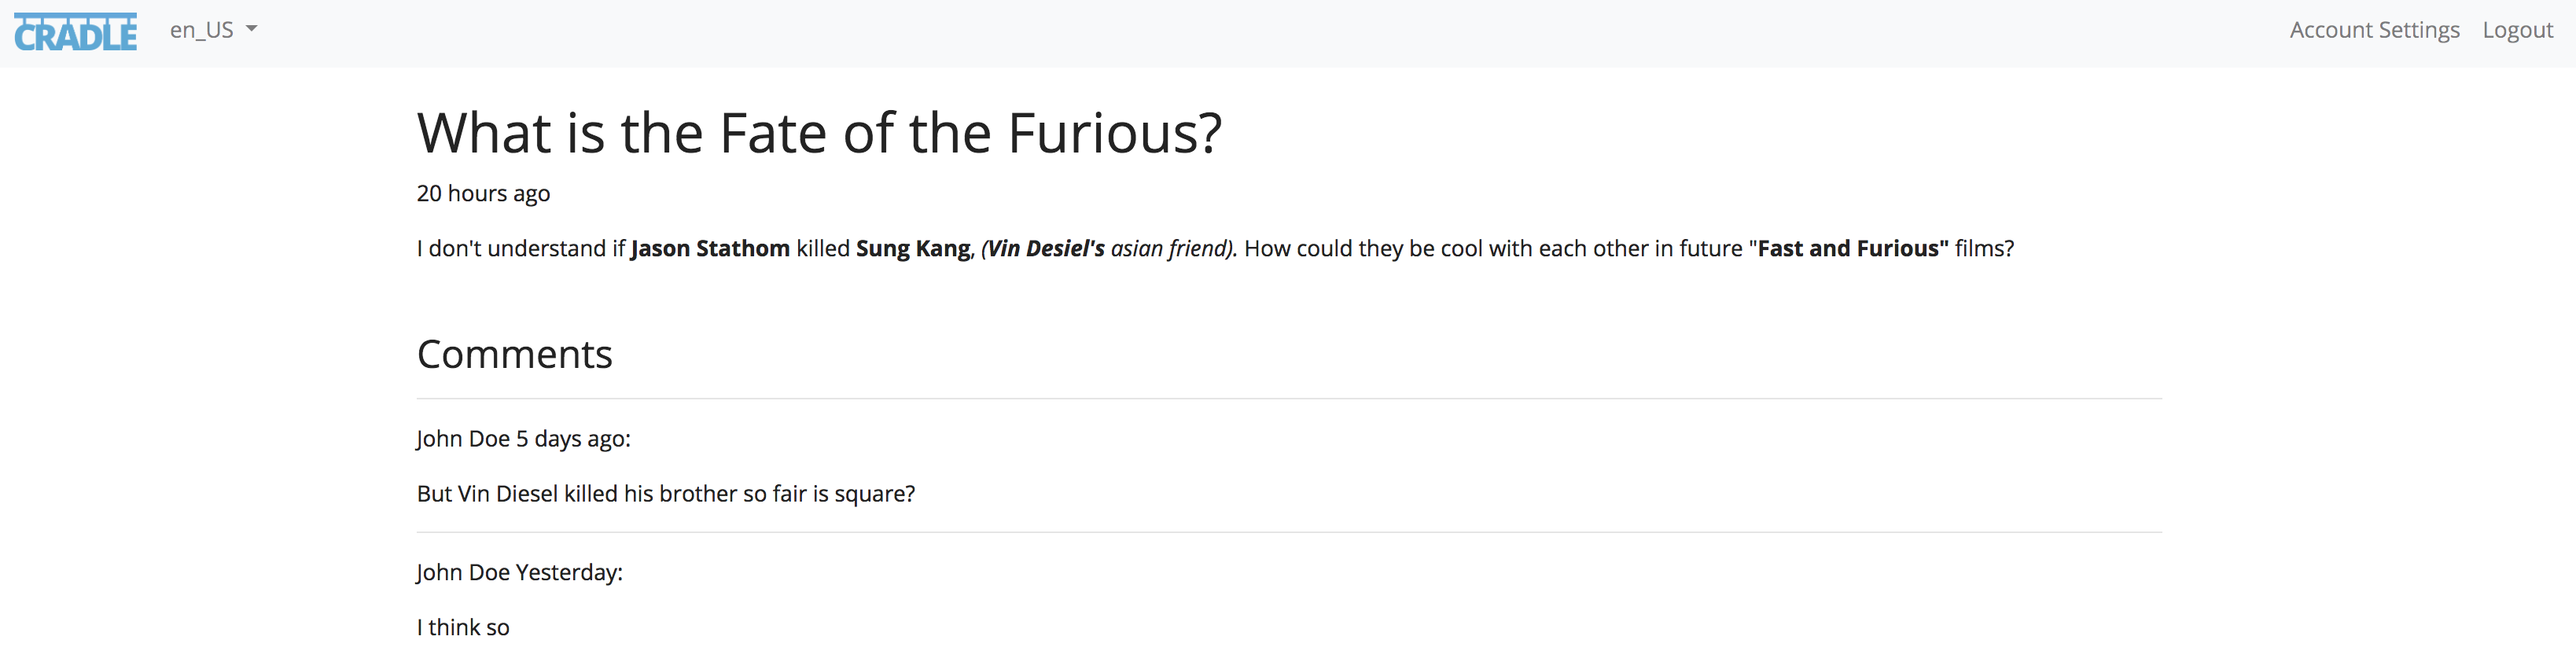 CRADLE en_US Account Settings Logout
What is the Fate of the Furious?
20 hours ago
I don't understand if Jason Stathom killed Sung Kang, (Vin Desiel's asian friend). How could they be cool with each other in future "Fast and Furious" films?
Comments
John Doe 5 days ago:
But Vin Diesel killed his brother so fair is square?
John Doe Yesterday:
I think so